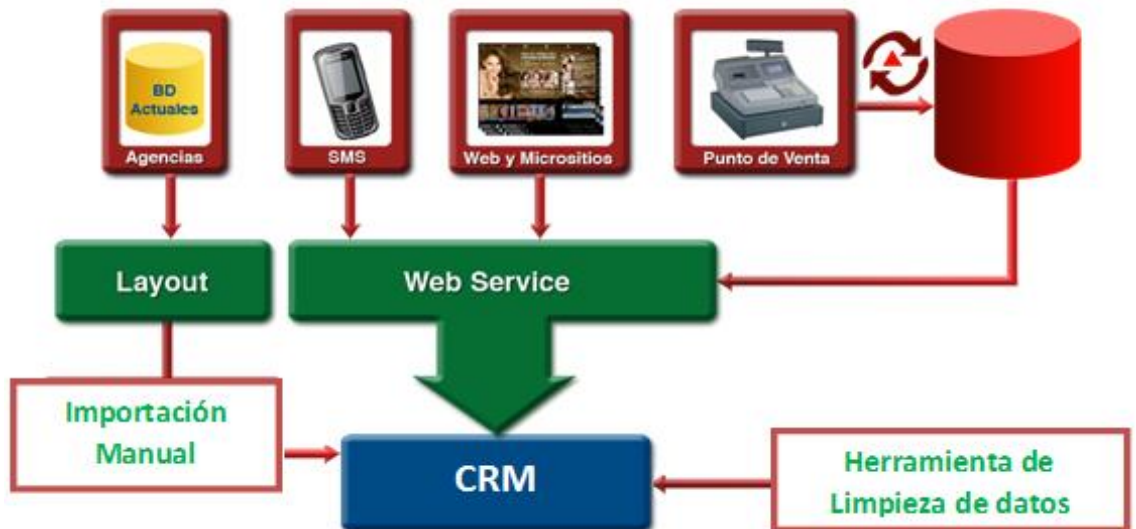 BD
Actuales
Agencias
SMS
Web y Micrositios
Punto de Venta
Layout
Web Service
Importación
Manual
CRM
Herramienta de
Limpieza de datos